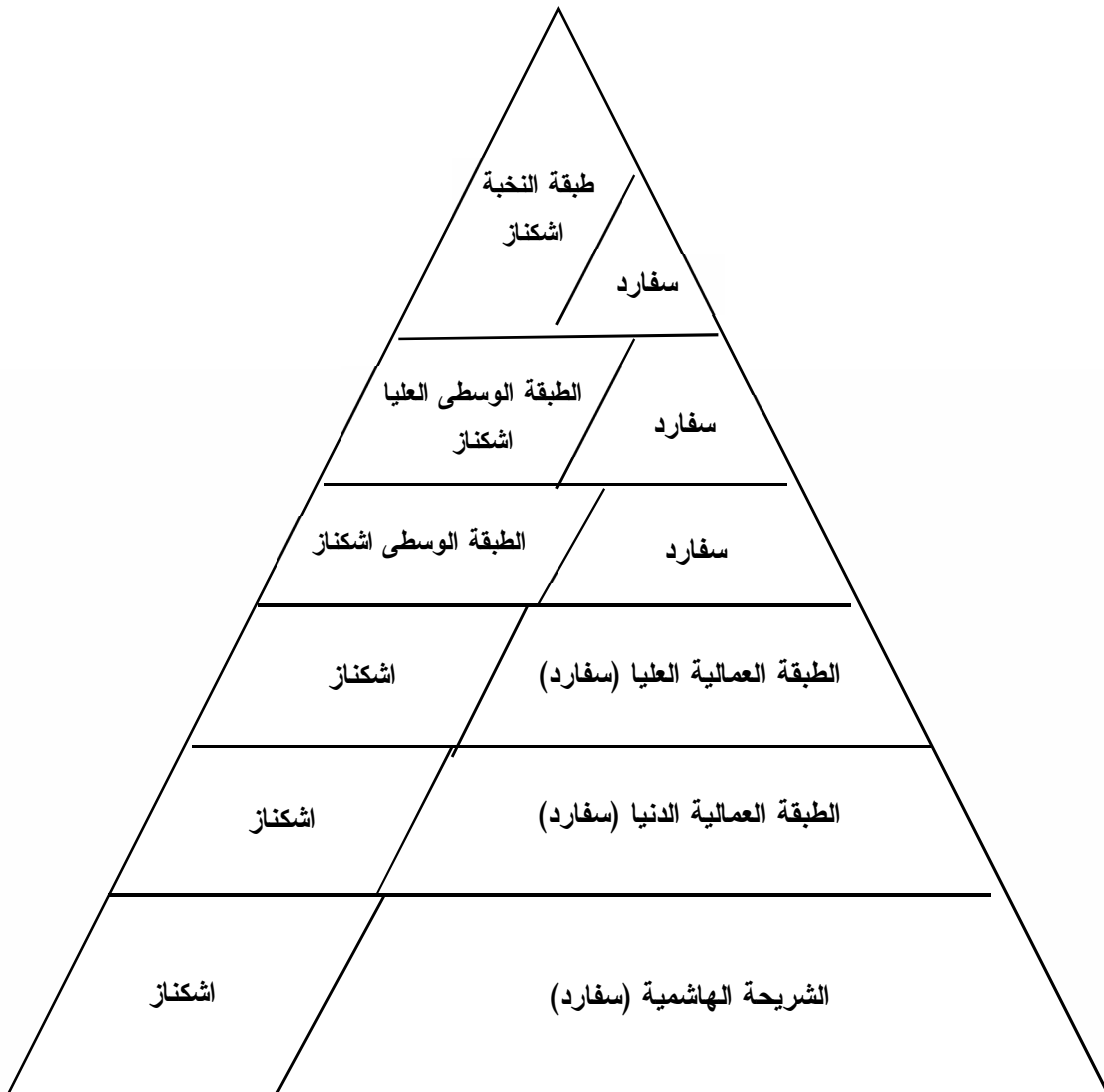 طبقة النخبة
اشكناز
سفارد
الطبقة الوسطى العليا
اشكناز
سفارد
الطبقة الوسطى اشكناز
سفارد
الطبقة العمالية العليا (سفارد)
اشكناز
الطبقة العمالية الدنيا (سفارد)
اشكناز
الشريحة الهاشمية (سفارد)
اشكناز